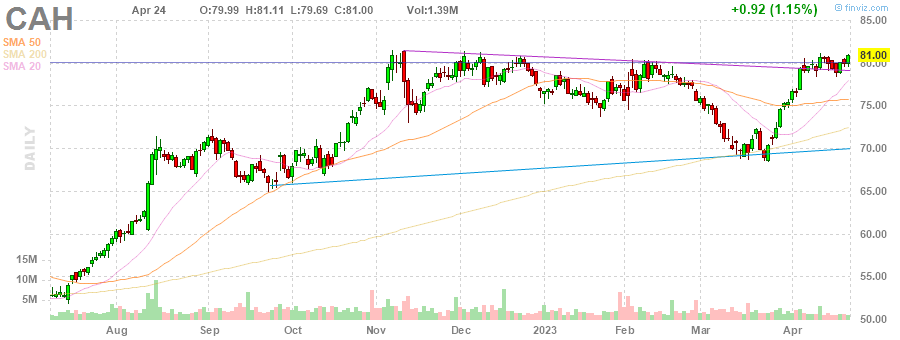 CAH Apr 24 O:79.99 H:81.11 L:79.69 C:81.00 Vol:1.39M +0.92 (1.15%) © finviz.com
SMA 50
SMA 200
SMA 20
DAILY
85.00
81.00
80.00
75.00
70.00
65.00
60.00
55.00
50.00
15M
10M
5M
Aug Sep Oct Nov Dec 2023 Feb Mar Apr